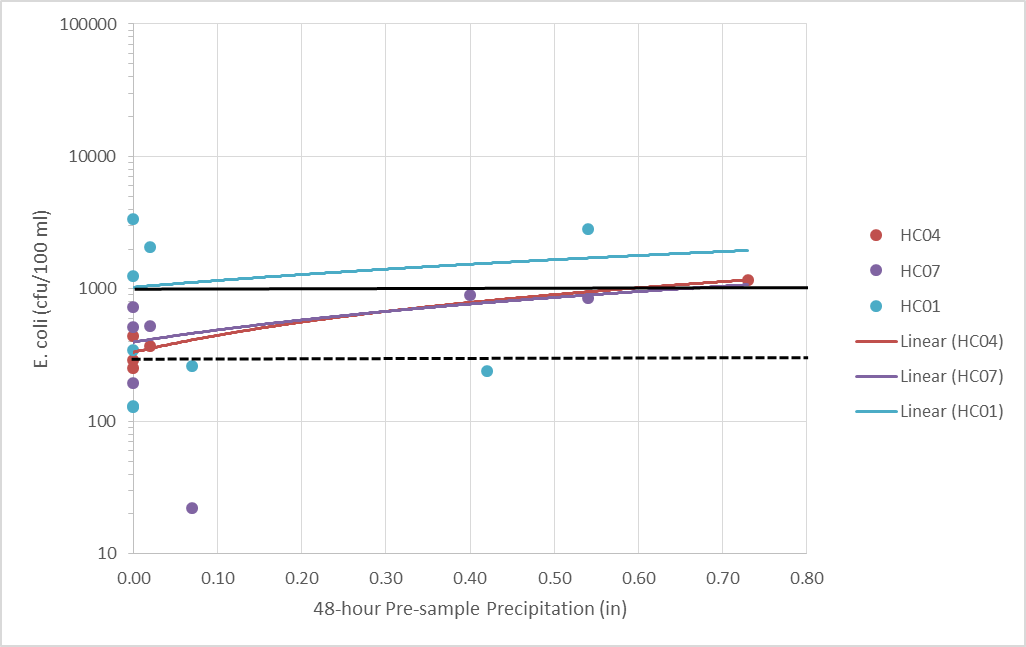 100000
10000
1000
100
10
E. coli (cfu/100 ml)
0.00 0.10 0.20 0.30 0.40 0.50 0.60 0.70 0.80
48-hour Pre-sample Precipitation (in)
HC04
HC07
HC01
Linear (HC04)
Linear (HC07)
Linear (HC01)